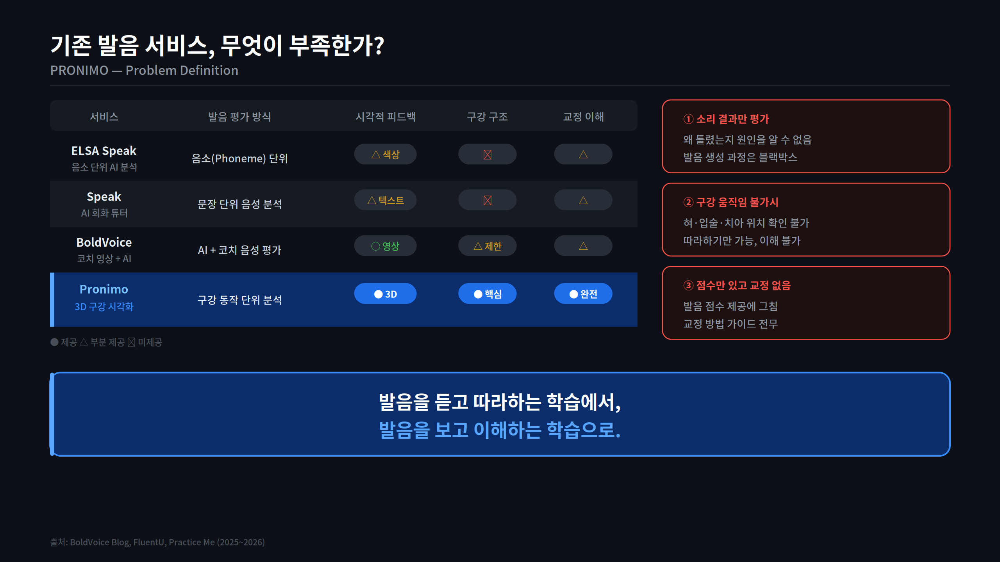 기존 발음 서비스, 무엇이 부족한가?
PRONIMO — Problem Definition
서비스 발음 평가 방식 시각적 피드백 구강 구조 교정 이해
ELSA Speak
음소 단위 AI 분석
음소(Phoneme) 단위
△ 색상
△
Speak
AI 회화 튜터
문장 단위 음성 분석
△ 텍스트
△
BoldVoice
코치 영상 + AI
AI + 코치 음성 평가
○ 영상
△ 제한
△
Pronimo
3D 구강 시각화
구강 동작 단위 분석
● 3D
● 핵심
● 완전
● 제공 △ 부분 제공 미제공
① 소리 결과만 평가
왜 틀렸는지 원인을 알 수 없음
발음 생성 과정은 블랙박스
② 구강 움직임 불가시
혀·입술·치아 위치 확인 불가
따라하기만 가능, 이해 불가
③ 점수만 있고 교정 없음
발음 점수 제공에 그침
교정 방법 가이드 전무
발음을 듣고 따라하는 학습에서,
발음을 보고 이해하는 학습으로.
출처: BoldVoice Blog, FluentU, Practice Me (2025~2026)